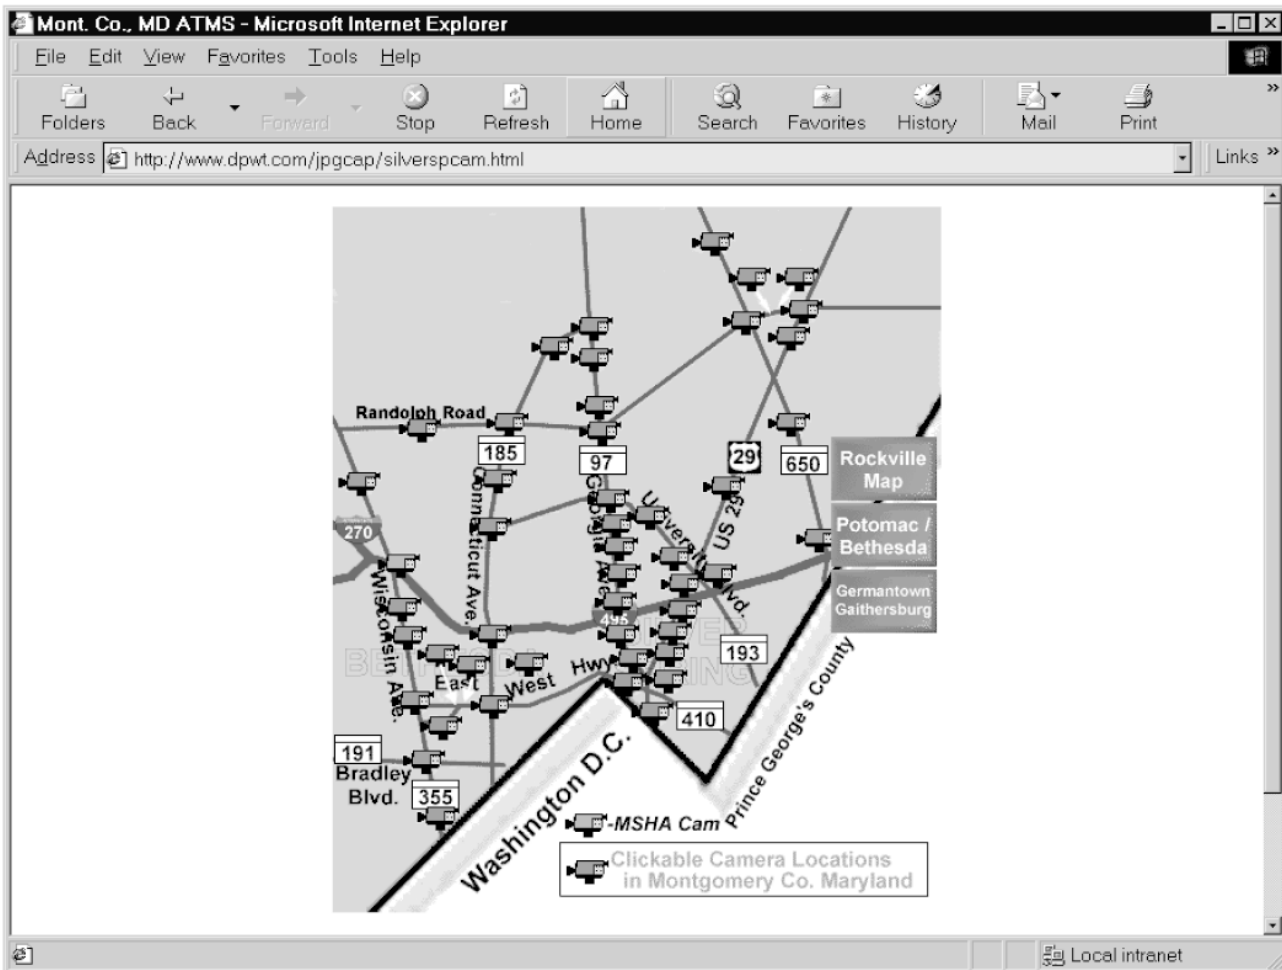 Mont. Co., MD ATMS - Microsoft Internet Explorer
File Edit View Favorites Tools Help
Folders Back Forward Stop Refresh Home Search Favorites History Mail Print
Address http://www.dpwt.com/jpgcap/silverspcam.html Links
Randolph Road
185
97
29
650
Rockville
Map
Connecticut Ave.
Georgia Ave.
University Blvd.
US 29
270
Potomac /
Bethesda
Germantown
Gaithersburg
Wisconsin Ave.
495
SILVER
SPRING
BETHESDA
East West Hwy
193
410
191
Bradley
Blvd.
355
Washington D.C.
Prince George's County
-MSHA Cam
Clickable Camera Locations
in Montgomery Co. Maryland
Local intranet